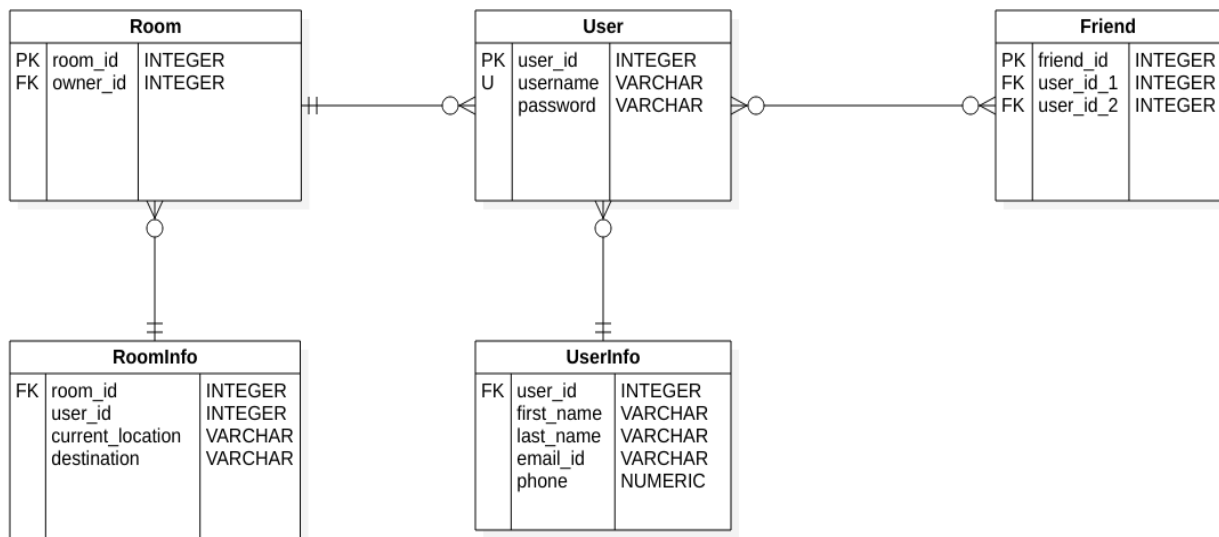 Room
PK room_id INTEGER
FK owner_id INTEGER
User
PK user_id INTEGER
U username VARCHAR
password VARCHAR
Friend
PK friend_id INTEGER
FK user_id_1 INTEGER
FK user_id_2 INTEGER
RoomInfo
FK room_id INTEGER
user_id INTEGER
current_location VARCHAR
destination VARCHAR
UserInfo
FK user_id INTEGER
first_name VARCHAR
last_name VARCHAR
email_id VARCHAR
phone NUMERIC